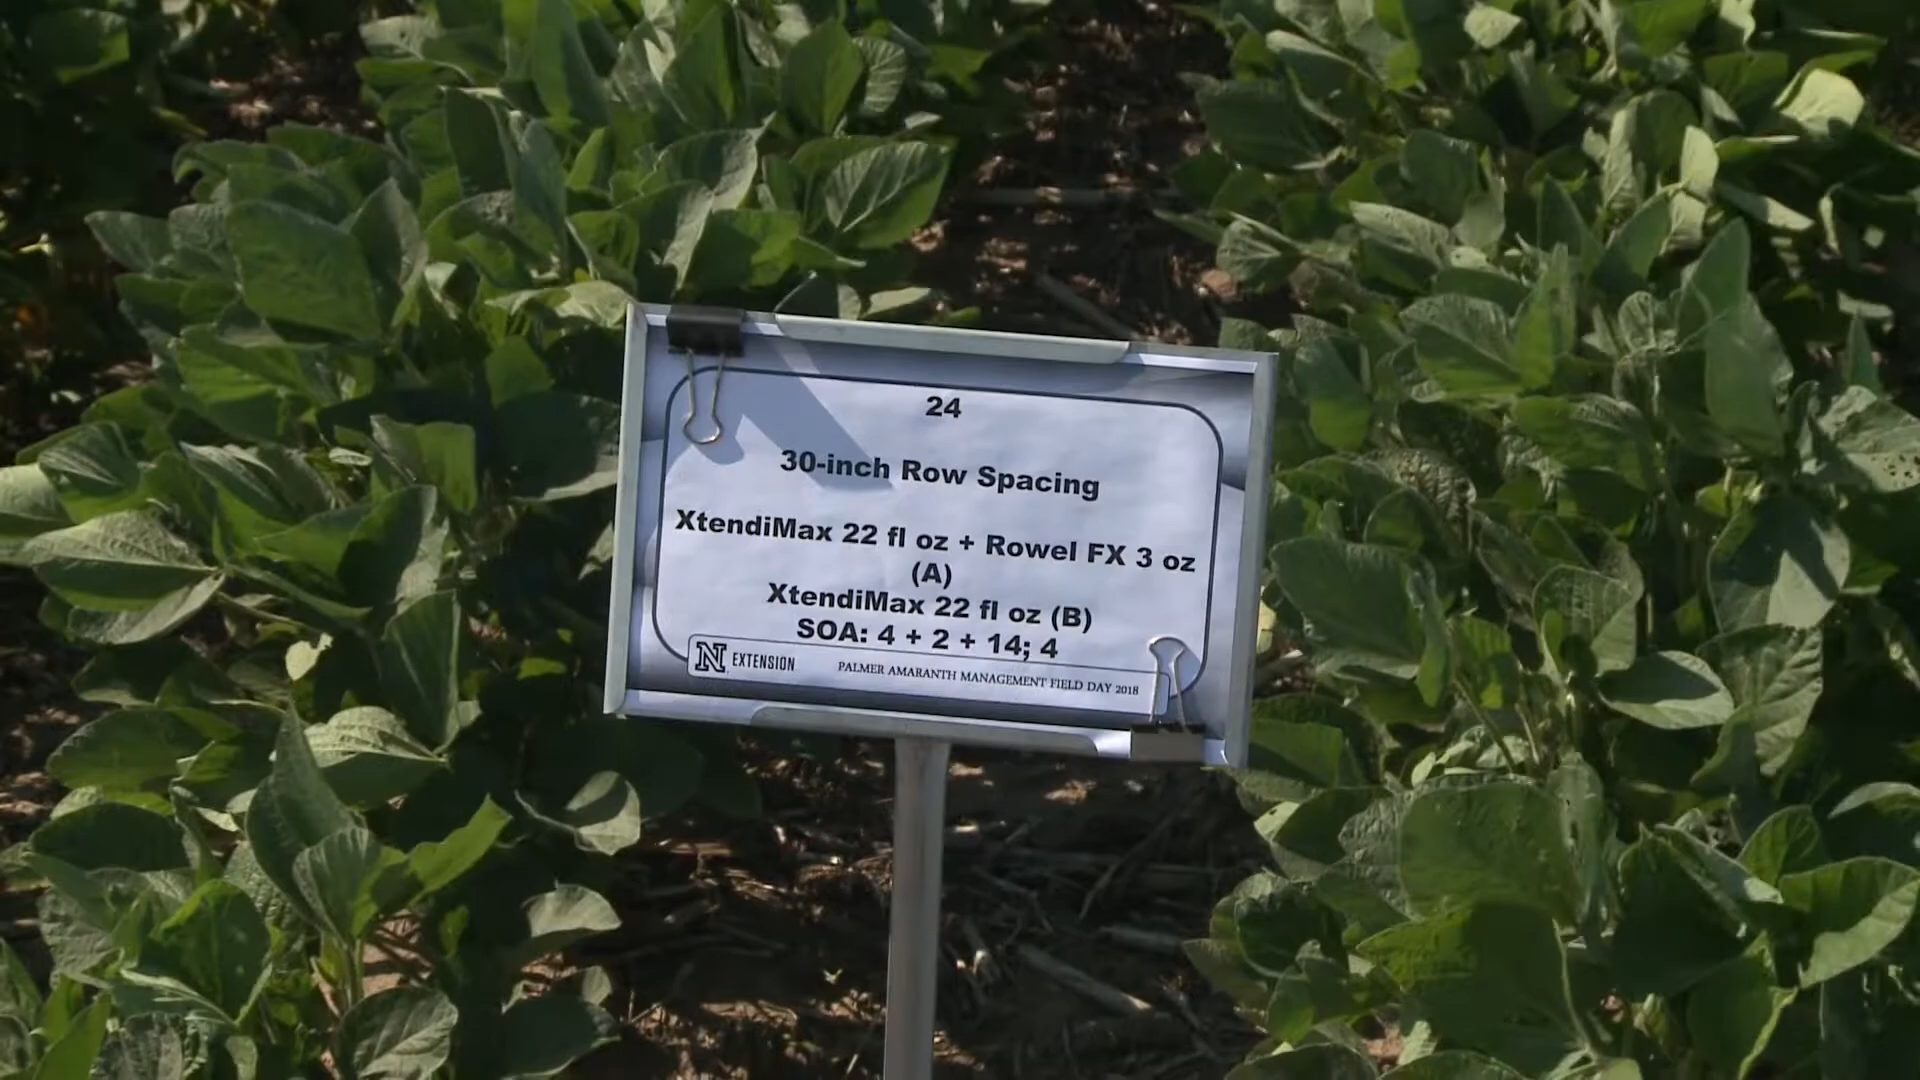 24
30-inch Row Spacing
XtendiMax 22 fl oz + Rowel FX 3 oz
(A)
XtendiMax 22 fl oz (B)
SOA: 4 + 2 + 14; 4
N EXTENSION PALMER AMARANTH MANAGEMENT FIELD DAY 2018